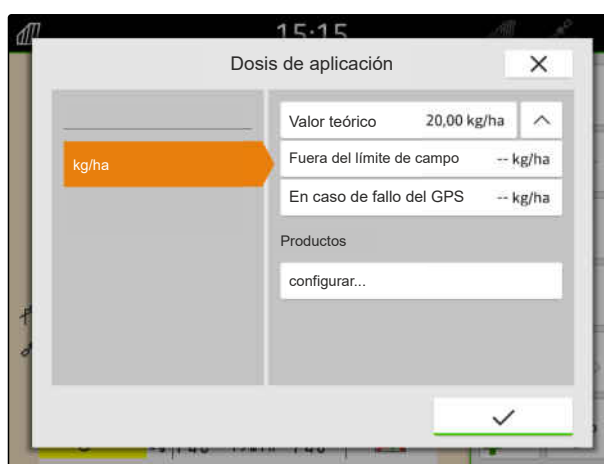 15:15
Dosis de aplicación
Valor teórico 20,00 kg/ha
kg/ha
Fuera del límite de campo -- kg/ha
En caso de fallo del GPS -- kg/ha
Productos
configurar...